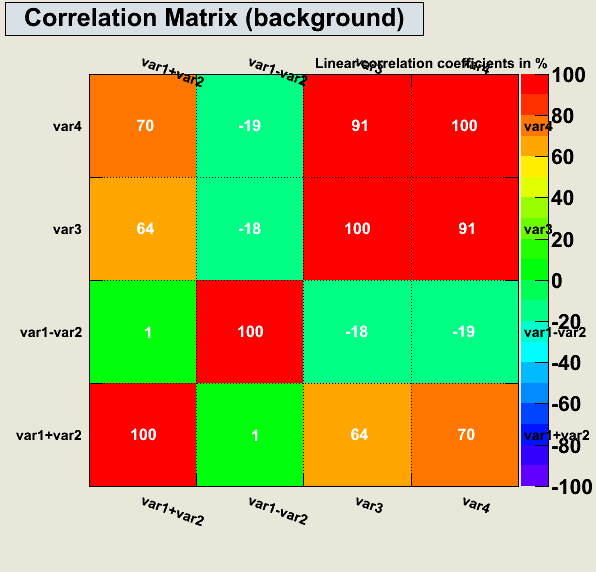 Correlation Matrix (background)
Linear correlation coefficients in %
var1+var2 var1-var2 var3 var4
var4 70 -19 91 100 var4
var3 64 -18 100 91 var3
var1-var2 1 100 -18 -19 var1-var2
var1+var2 100 1 64 70 var1+var2
var1+var2 var1-var2 var3 var4
100
80
60
20
0
-20
-40
-60
-80
-100